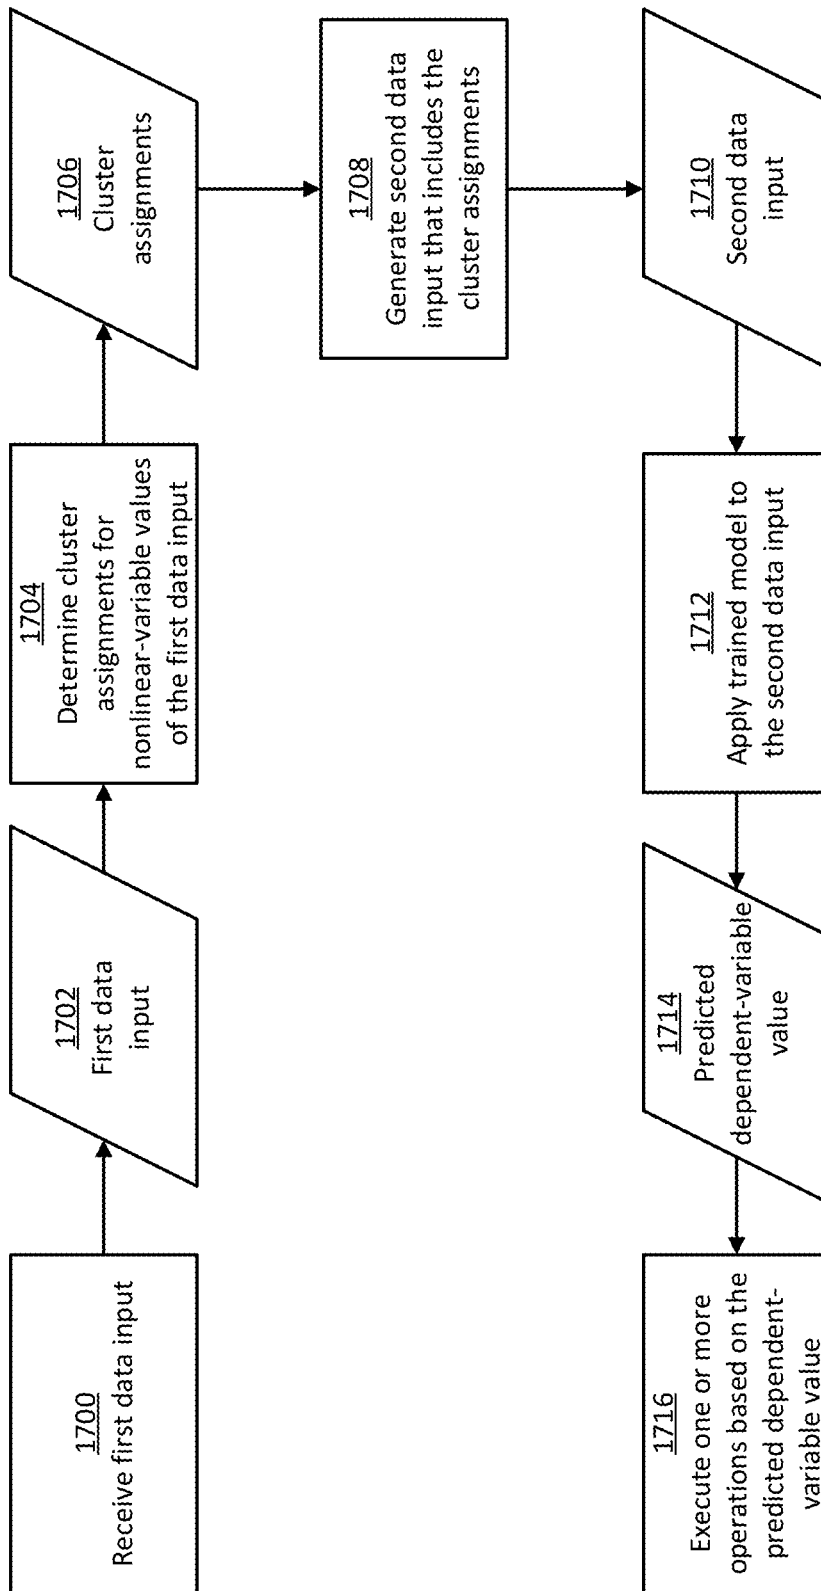 1700
Receive first data input
1702
First data
input
1704
Determine cluster
assignments for
nonlinear-variable values
of the first data input
1706
Cluster
assignments
1708
Generate second data
input that includes the
cluster assignments
1710
Second data
input
1712
Apply trained model to
the second data input
1714
Predicted
dependent-variable
value
1716
Execute one or more
operations based on the
predicted dependent-
variable value